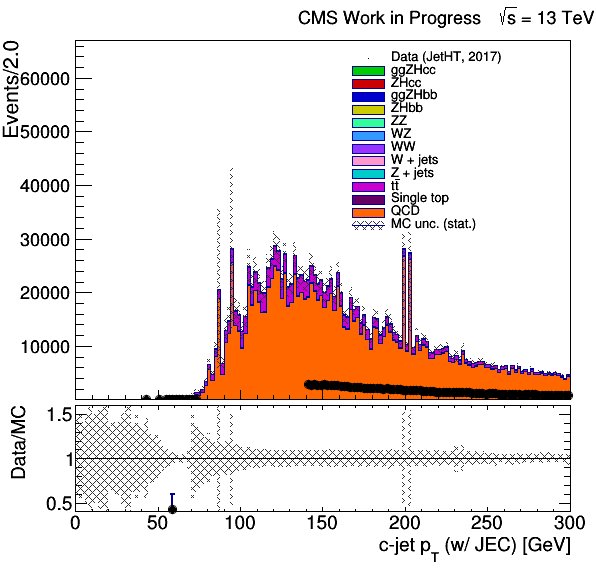 CMS Work in Progress √s = 13 TeV
Events/2.0
60000
50000
40000
30000
20000
10000
Data (JetHT, 2017)
ggZHcc
ZHcc
ggZHbb
ZHbb
ZZ
WZ
WW
W + jets
Z + jets
tt̄
Single top
QCD
MC unc. (stat.)
Data/MC
1.5
1
0.5
0 50 100 150 200 250 300
c-jet p_T (w/ JEC) [GeV]